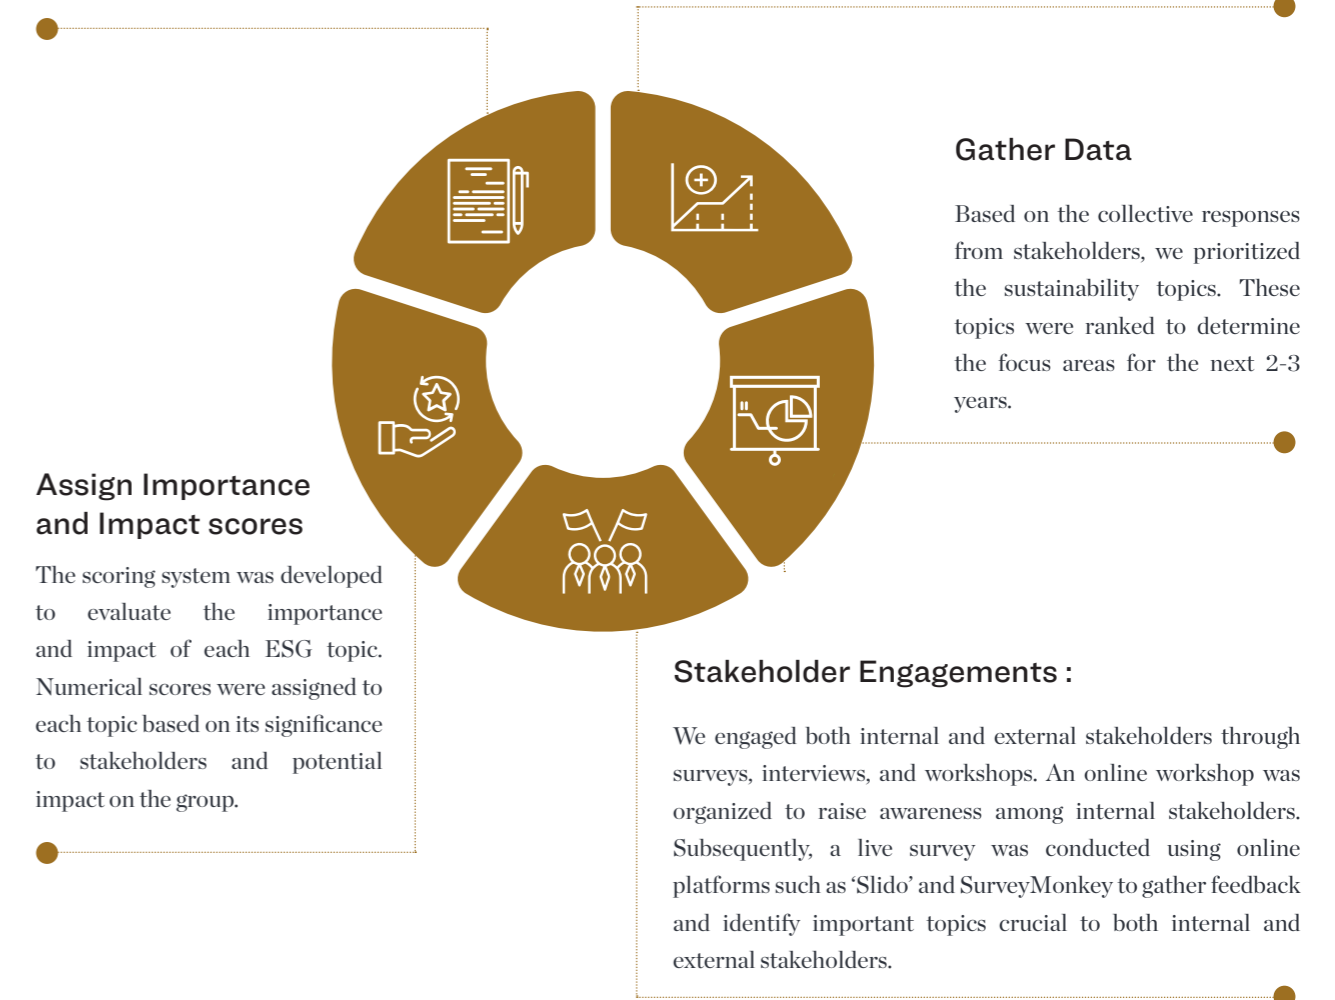 Gather Data
Based on the collective responses
from stakeholders, we prioritized
the sustainability topics. These
topics were ranked to determine
the focus areas for the next 2-3
years.
Assign Importance
and Impact scores
The scoring system was developed
to evaluate the importance
and impact of each ESG topic.
Numerical scores were assigned to
each topic based on its significance
to stakeholders and potential
impact on the group.
Stakeholder Engagements :
We engaged both internal and external stakeholders through
surveys, interviews, and workshops. An online workshop was
organized to raise awareness among internal stakeholders.
Subsequently, a live survey was conducted using online
platforms such as ‘Slido’ and SurveyMonkey to gather feedback
and identify important topics crucial to both internal and
external stakeholders.